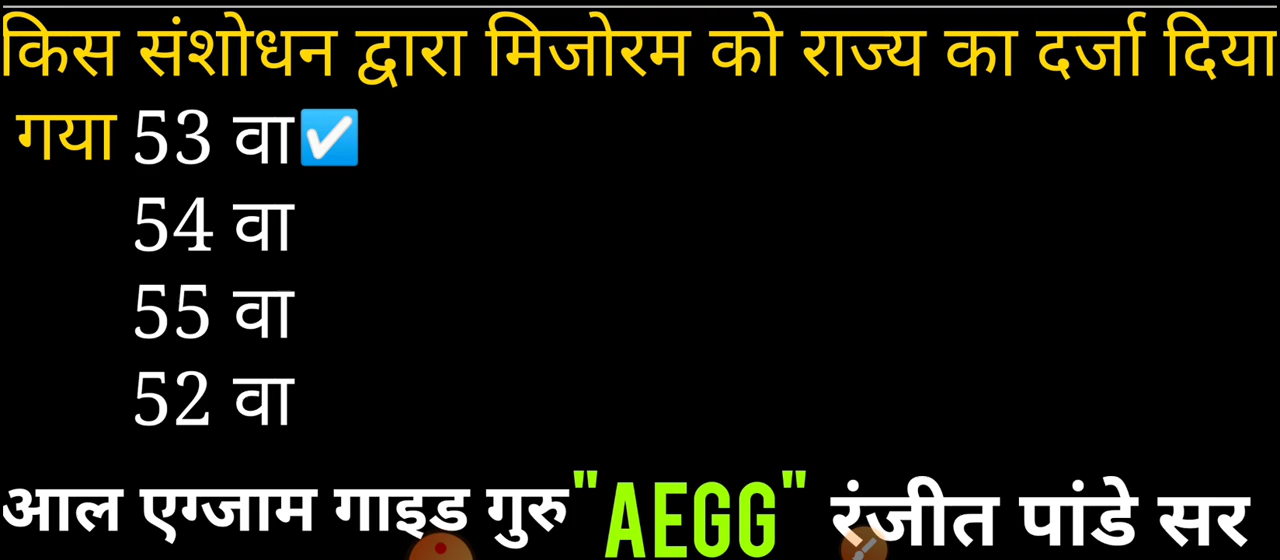 किस संशोधन द्वारा मिजोरम को राज्य का दर्जा दिया
गया 53 वा✅
54 वा
55 वा
52 वा
आल एग्जाम गाइड गुरु "AEGG" रंजीत पांडे सर